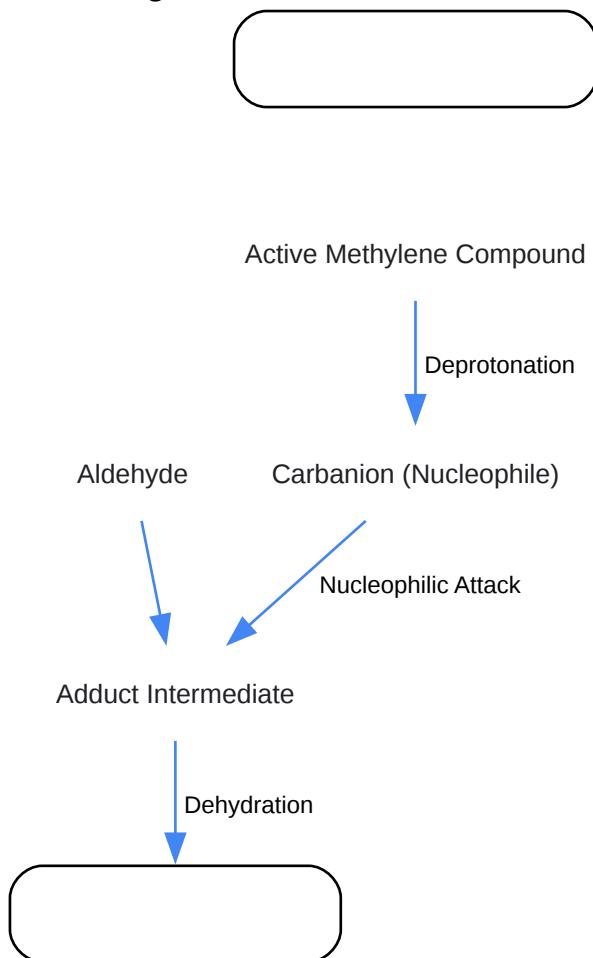 Active Methylene Compound
Deprotonation
Aldehyde
Carbanion (Nucleophile)
Nucleophilic Attack
Adduct Intermediate
Dehydration